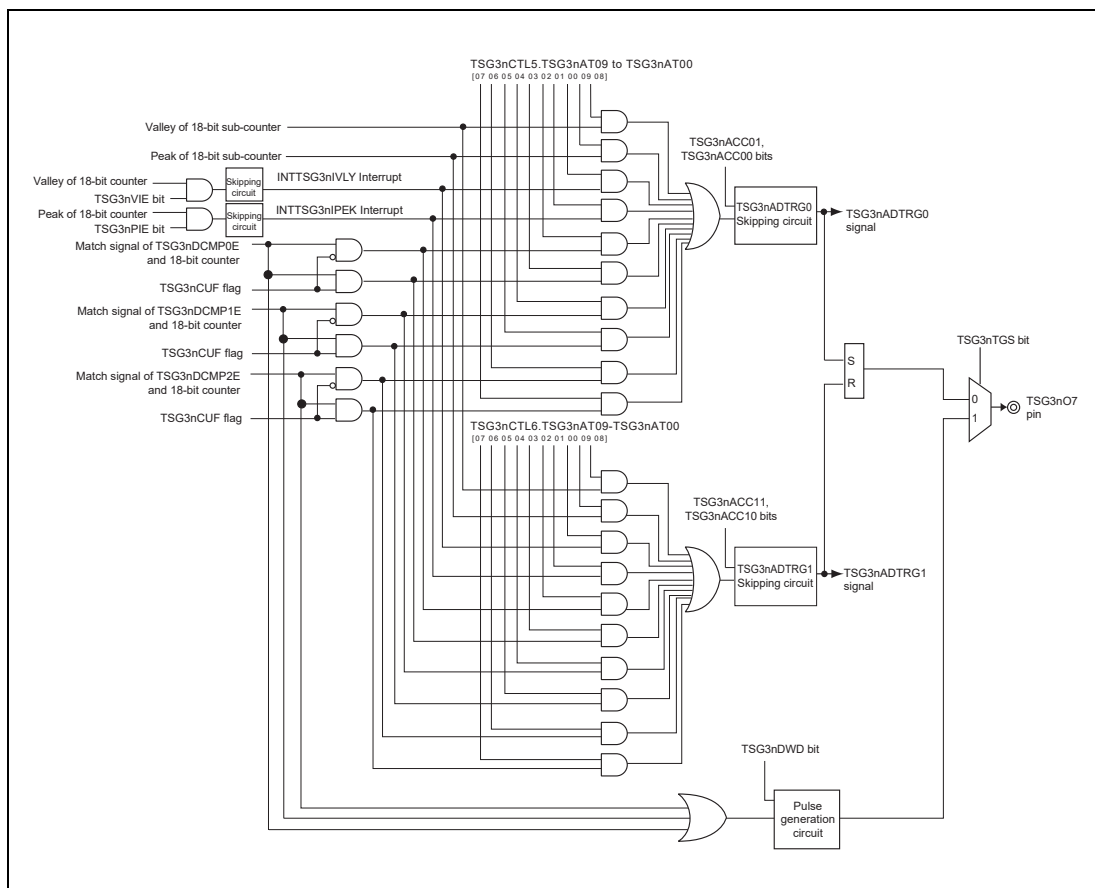 TSG3nCTL5.TSG3nAT09 to TSG3nAT00
[07 06 05 04 03 02 01 00 09 08]
Valley of 18-bit sub-counter
Peak of 18-bit sub-counter
Valley of 18-bit counter
TSG3nVIE bit
Skipping
circuit
INTTSG3nIVLY Interrupt
Peak of 18-bit counter
TSG3nPIE bit
Skipping
circuit
INTTSG3nIPEK Interrupt
Match signal of TSG3nDCMP0E
and 18-bit counter
TSG3nCUF flag
Match signal of TSG3nDCMP1E
and 18-bit counter
TSG3nCUF flag
Match signal of TSG3nDCMP2E
and 18-bit counter
TSG3nCUF flag
TSG3nACC01,
TSG3nACC00 bits
TSG3nADTRG0
Skipping circuit
TSG3nADTRG0
signal
S
R
TSG3nTGS bit
0
1
TSG3nO7
pin
TSG3nCTL6.TSG3nAT09-TSG3nAT00
[07 06 05 04 03 02 01 00 09 08]
TSG3nACC11,
TSG3nACC10 bits
TSG3nADTRG1
Skipping circuit
TSG3nADTRG1
signal
TSG3nDWD bit
Pulse
generation
circuit